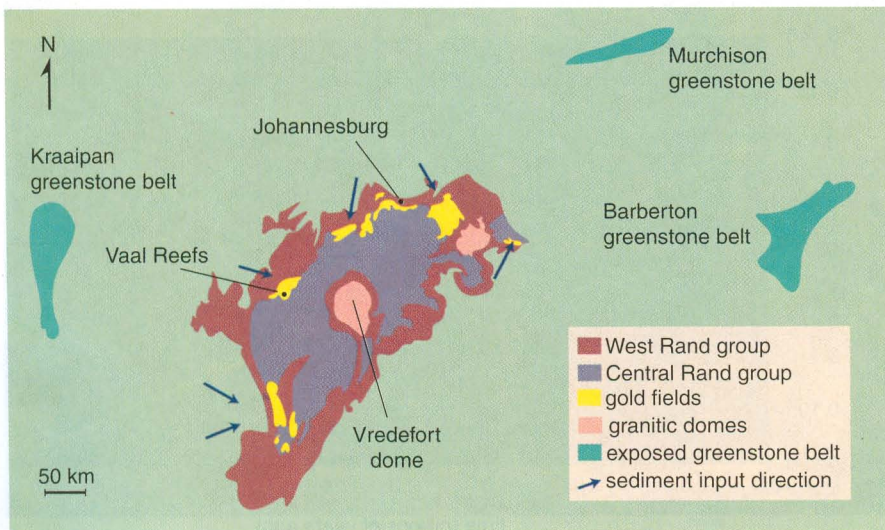 N
Murchison
greenstone belt
Johannesburg
Kraaipan
greenstone belt
Barberton
greenstone belt
Vaal Reefs
Vredefort
dome
50 km
West Rand group
Central Rand group
gold fields
granitic domes
exposed greenstone belt
sediment input direction